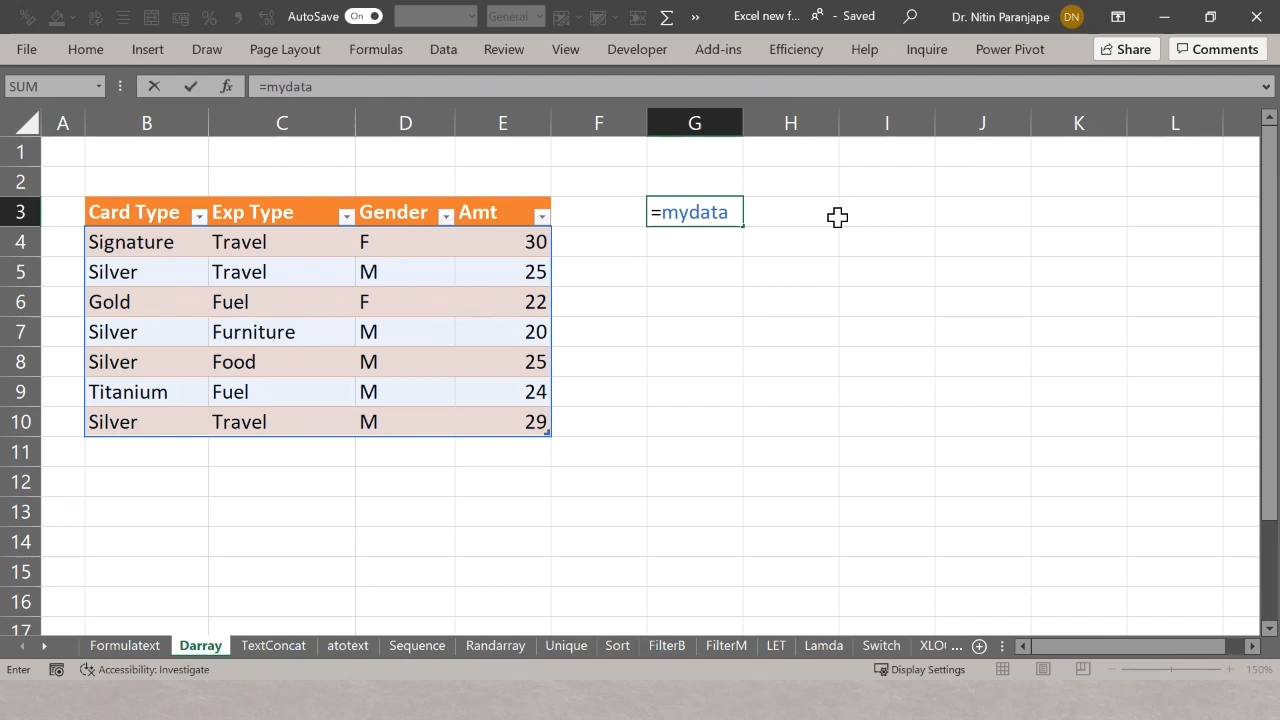 AutoSave On General Excel new f... - Saved Dr. Nitin Paranjape DN
File Home Insert Draw Page Layout Formulas Data Review View Developer Add-ins Efficiency Help Inquire Power Pivot Share Comments
SUM fx =mydata
A B C D E F G H I J K L
1
2
3 Card Type Exp Type Gender Amt =mydata
4 Signature Travel F 30
5 Silver Travel M 25
6 Gold Fuel F 22
7 Silver Furniture M 20
8 Silver Food M 25
9 Titanium Fuel M 24
10 Silver Travel M 29
11
12
13
14
15
16
17
Formulatext Darray TextConcat atotext Sequence Randarray Unique Sort FilterB FilterM LET Lamda Switch XLO ...
Enter Accessibility: Investigate Display Settings 150%